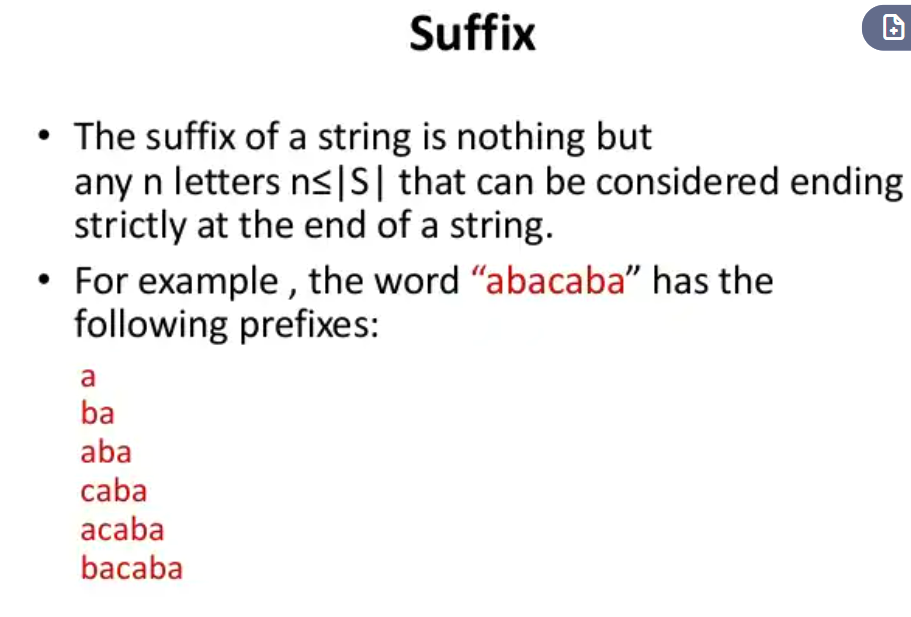 Suffix
• The suffix of a string is nothing but
any n letters n≤|S| that can be considered ending
strictly at the end of a string.
• For example , the word “abacaba” has the
following prefixes:
a
ba
aba
caba
acaba
bacaba